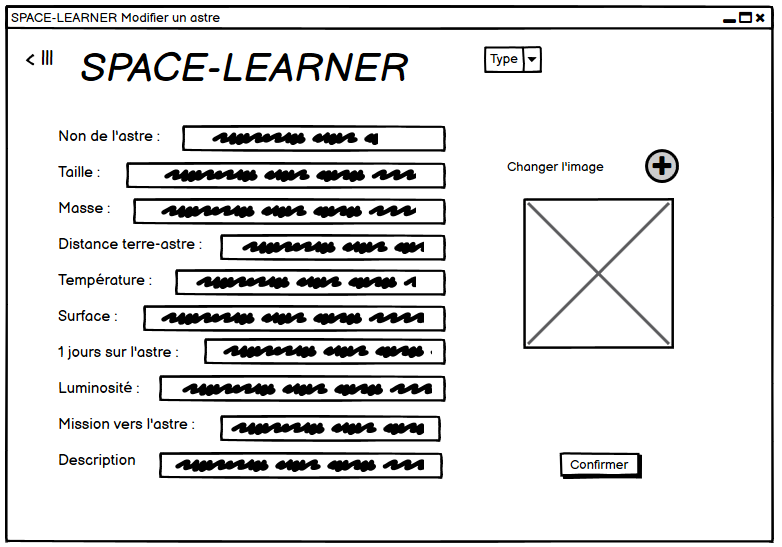 SPACE-LEARNER Modifier un astre
SPACE-LEARNER
Type
Non de l'astre :
Taille :
Masse :
Distance terre-astre :
Température :
Surface :
1 jours sur l'astre :
Luminosité :
Mission vers l'astre :
Description
Changer l'image
Confirmer